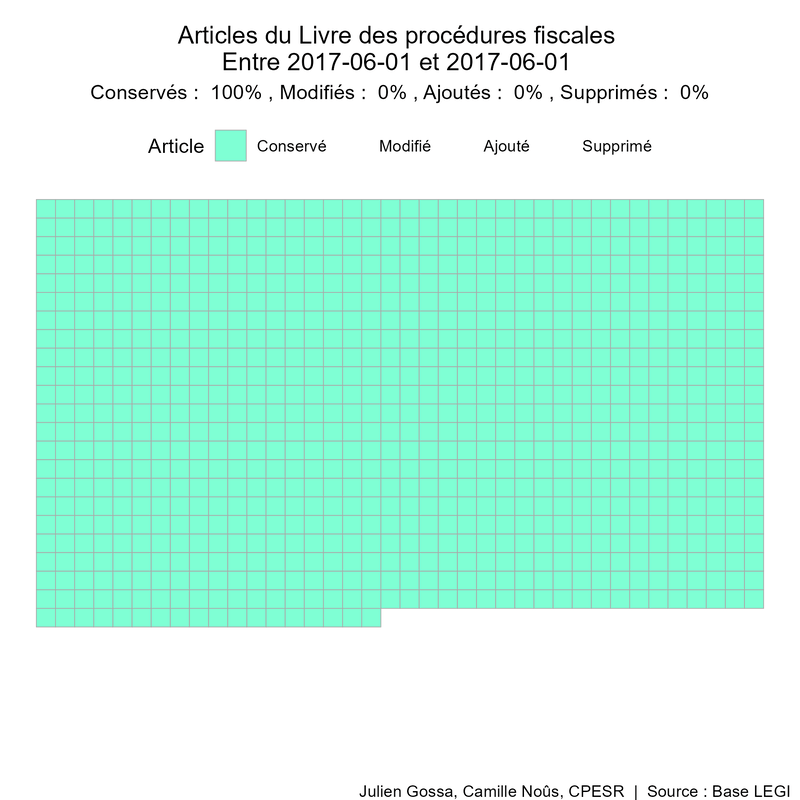 Articles du Livre des procédures fiscales
Entre 2017-06-01 et 2017-06-01
Conservés :  100% , Modifiés :  0% , Ajoutés :  0% , Supprimés :  0%
Article Conservé Modifié Ajouté Supprimé
Julien Gossa, Camille Noûs, CPESR | Source : Base LEGI